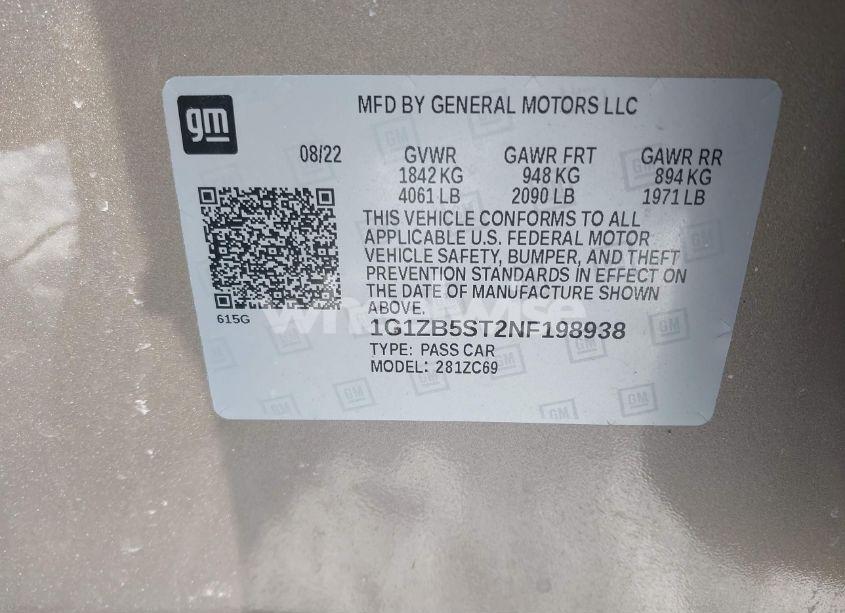 gm
MFD BY GENERAL MOTORS LLC
08/22 GVWR GAWR FRT GAWR RR
1842 KG 948 KG 894 KG
4061 LB 2090 LB 1971 LB
THIS VEHICLE CONFORMS TO ALL
APPLICABLE U.S. FEDERAL MOTOR
VEHICLE SAFETY, BUMPER, AND THEFT
PREVENTION STANDARDS IN EFFECT ON
THE DATE OF MANUFACTURE SHOWN
ABOVE.
615G
1G1ZB5ST2NF198938
TYPE: PASS CAR
MODEL: 281ZC69